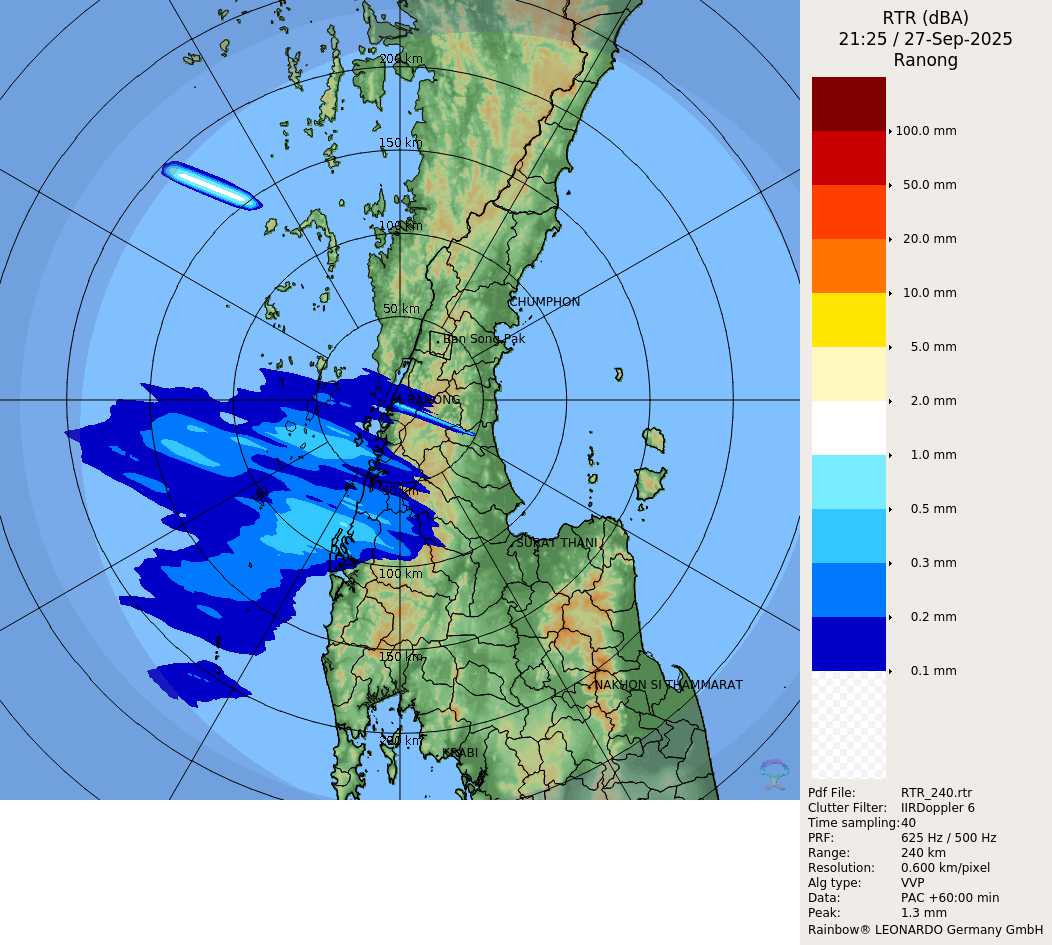 RTR (dBA)
21:25 / 27-Sep-2025
Ranong
200 km
150 km
100 km
50 km
CHUMPHON
Ban Song Pak
RANONG
SURAT THANI
100 km
150 km
NAKHON SI THAMMARAT
200 km
KRABI
100.0 mm
50.0 mm
20.0 mm
10.0 mm
5.0 mm
2.0 mm
1.0 mm
0.5 mm
0.3 mm
0.2 mm
0.1 mm
Pdf File: RTR_240.rtr
Clutter Filter: IIRDoppler 6
Time sampling: 40
PRF: 625 Hz / 500 Hz
Range: 240 km
Resolution: 0.600 km/pixel
Alg type: VVP
Data: PAC +60:00 min
Peak: 1.3 mm
Rainbow® LEONARDO Germany GmbH